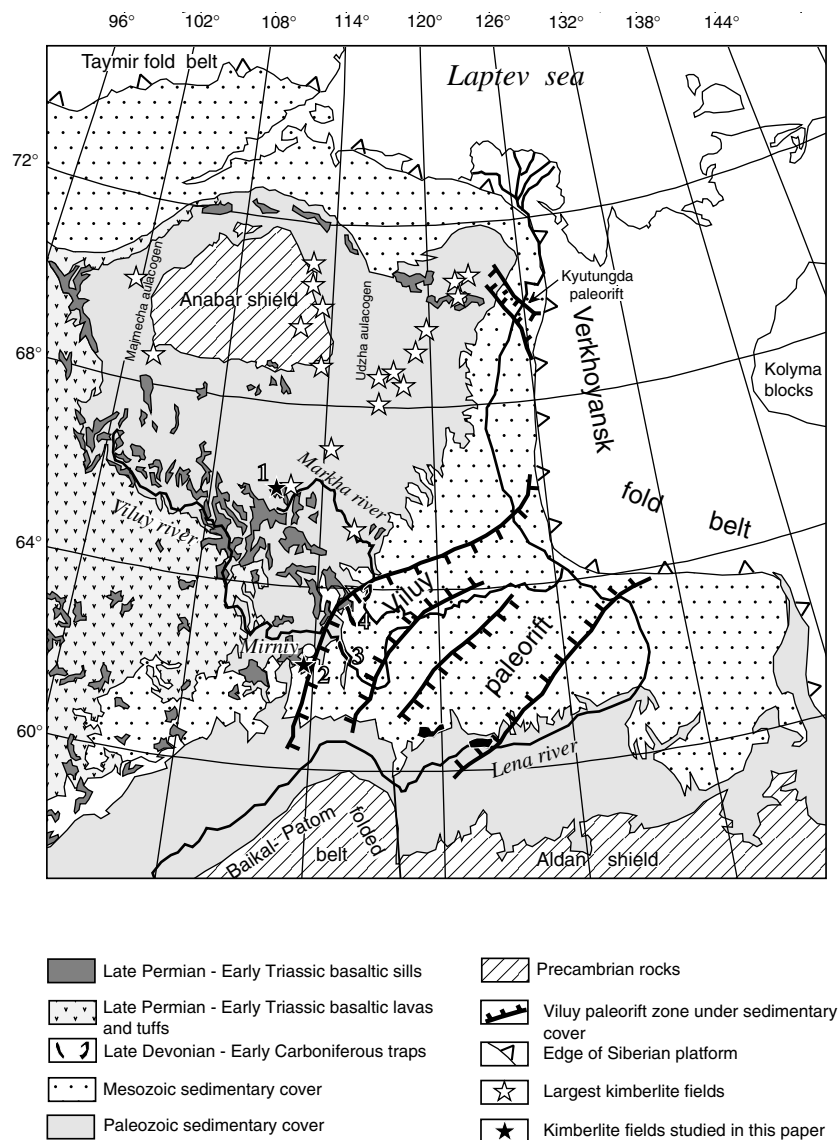 96° 102° 108° 114° 120° 126° 132° 138° 144°
Taymir fold belt
Laptev sea
72°
Majmecha aulacogen
Anabar shield
Udzha aulacogen
Kyutungda
paleorift
68°
Verkhoyansk
fold
belt
Kolyma
blocks
1
Markha river
Viluy river
64°
Viluy
paleorift
4
Mirniy
3
2
60°
Lena river
Baikal- Patom
folded
belt
Aldan shield
Late Permian - Early Triassic basaltic sills
Late Permian - Early Triassic basaltic lavas
and tuffs
Late Devonian - Early Carboniferous traps
Mesozoic sedimentary cover
Paleozoic sedimentary cover
Precambrian rocks
Viluy paleorift zone under sedimentary
cover
Edge of Siberian platform
Largest kimberlite fields
Kimberlite fields studied in this paper